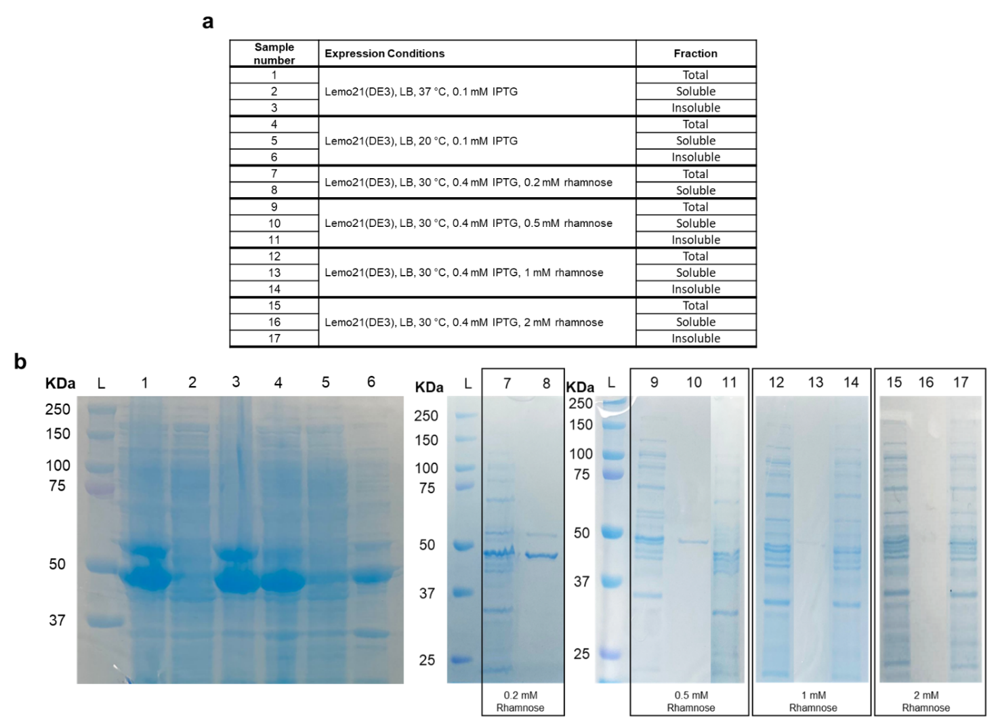 a
Sample number Expression Conditions Fraction
1 Total
2 Lemo21(DE3), LB, 37 °C, 0.1 mM IPTG Soluble
3 Insoluble
4 Total
5 Lemo21(DE3), LB, 20 °C, 0.1 mM IPTG Soluble
6 Insoluble
7 Lemo21(DE3), LB, 30 °C, 0.4 mM IPTG, 0.2 mM rhamnose Total
8 Soluble
9 Total
10 Lemo21(DE3), LB, 30 °C, 0.4 mM IPTG, 0.5 mM rhamnose Soluble
11 Insoluble
12 Total
13 Lemo21(DE3), LB, 30 °C, 0.4 mM IPTG, 1 mM rhamnose Soluble
14 Insoluble
15 Total
16 Lemo21(DE3), LB, 30 °C, 0.4 mM IPTG, 2 mM rhamnose Soluble
17 Insoluble
b
KDa L 1 2 3 4 5 6
250
150
100
75
50
37
KDa L 7 8
250
150
100
75
50
37
25
0.2 mM
Rhamnose
KDa L 9 10 11 12 13 14 15 16 17
250
150
100
75
50
37
25
0.5 mM
Rhamnose
1 mM
Rhamnose
2 mM
Rhamnose